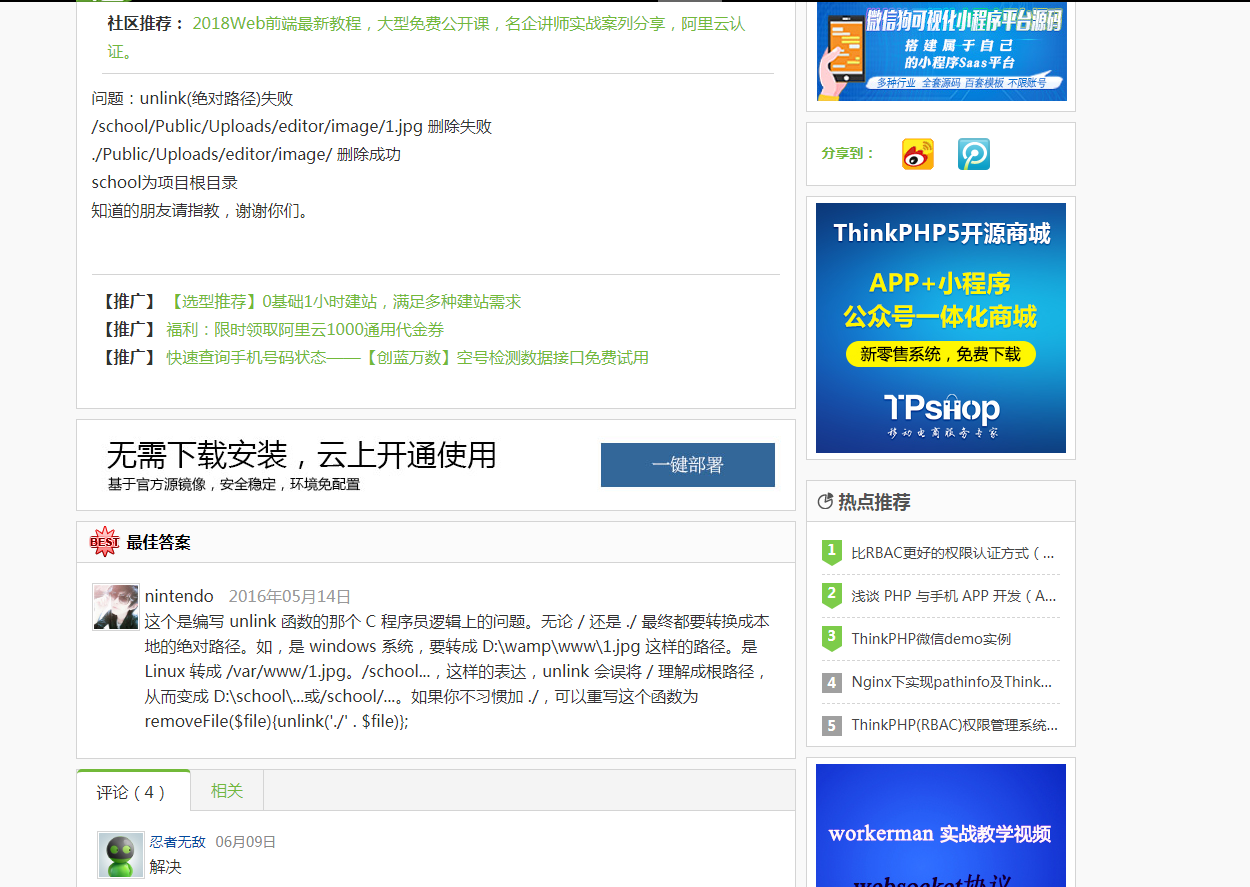 社区推荐： 2018Web前端最新教程，大型免费公开课，名企讲师实战案列分享，阿里云认
证。
问题：unlink(绝对路径)失败
/school/Public/Uploads/editor/image/1.jpg 删除失败
./Public/Uploads/editor/image/ 删除成功
school为项目根目录
知道的朋友请指教，谢谢你们。
【推广】 【选型推荐】0基础1小时建站，满足多种建站需求
【推广】 福利：限时领取阿里云1000通用代金券
【推广】 快速查询手机号码状态——【创蓝万数】空号检测数据接口免费试用
无需下载安装，云上开通使用
基于官方源镜像，安全稳定，环境免配置
一键部署
BEST 最佳答案
nintendo 2016年05月14日
这个是编写 unlink 函数的那个 C 程序员逻辑上的问题。无论 / 还是 ./ 最终都要转换成本
地的绝对路径。如，是 windows 系统，要转成 D:\wamp\www\1.jpg 这样的路径。是
Linux 转成 /var/www/1.jpg。/school...，这样的表达，unlink 会误将 / 理解成根路径，
从而变成 D:\school\...或/school/...。如果你不习惯加 ./，可以重写这个函数为
removeFile($file){unlink('./' . $file)};
评论（ 4 ）
相关
忍者无敌 06月09日
解决
微信狗可视化小程序平台源码
搭建属于自己
的小程序Saas平台
多种行业 全套源码 百套模板 不限账号
分享到：
ThinkPHP5开源商城
APP+小程序
公众号一体化商城
新零售系统，免费下载
TPshop
移动电商服务专家
热点推荐
1 比RBAC更好的权限认证方式（...
2 浅谈 PHP 与手机 APP 开发（A...
3 ThinkPHP微信demo实例
4 Nginx下实现pathinfo及Think...
5 ThinkPHP(RBAC)权限管理系统...
workerman 实战教学视频
websocket协议